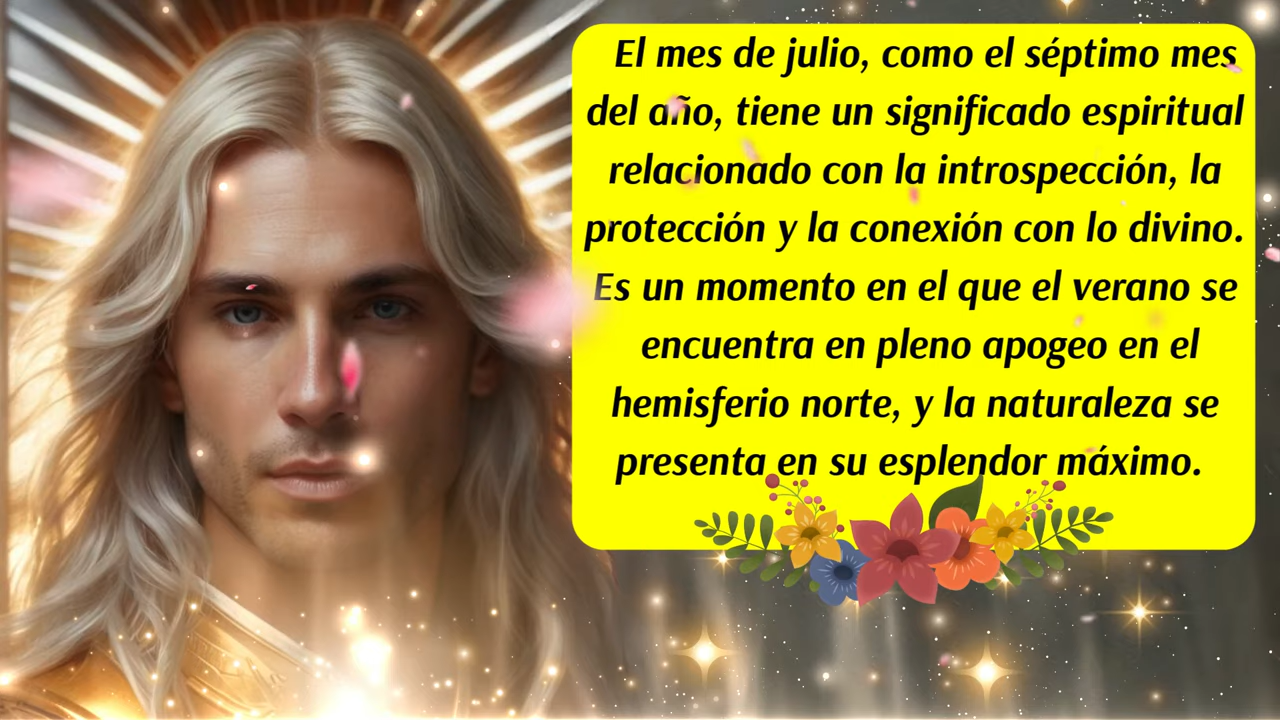 El mes de julio, como el séptimo mes
del año, tiene un significado espiritual
relacionado con la introspección, la
protección y la conexión con lo divino.
Es un momento en el que el verano se
encuentra en pleno apogeo en el
hemisferio norte, y la naturaleza se
presenta en su esplendor máximo.